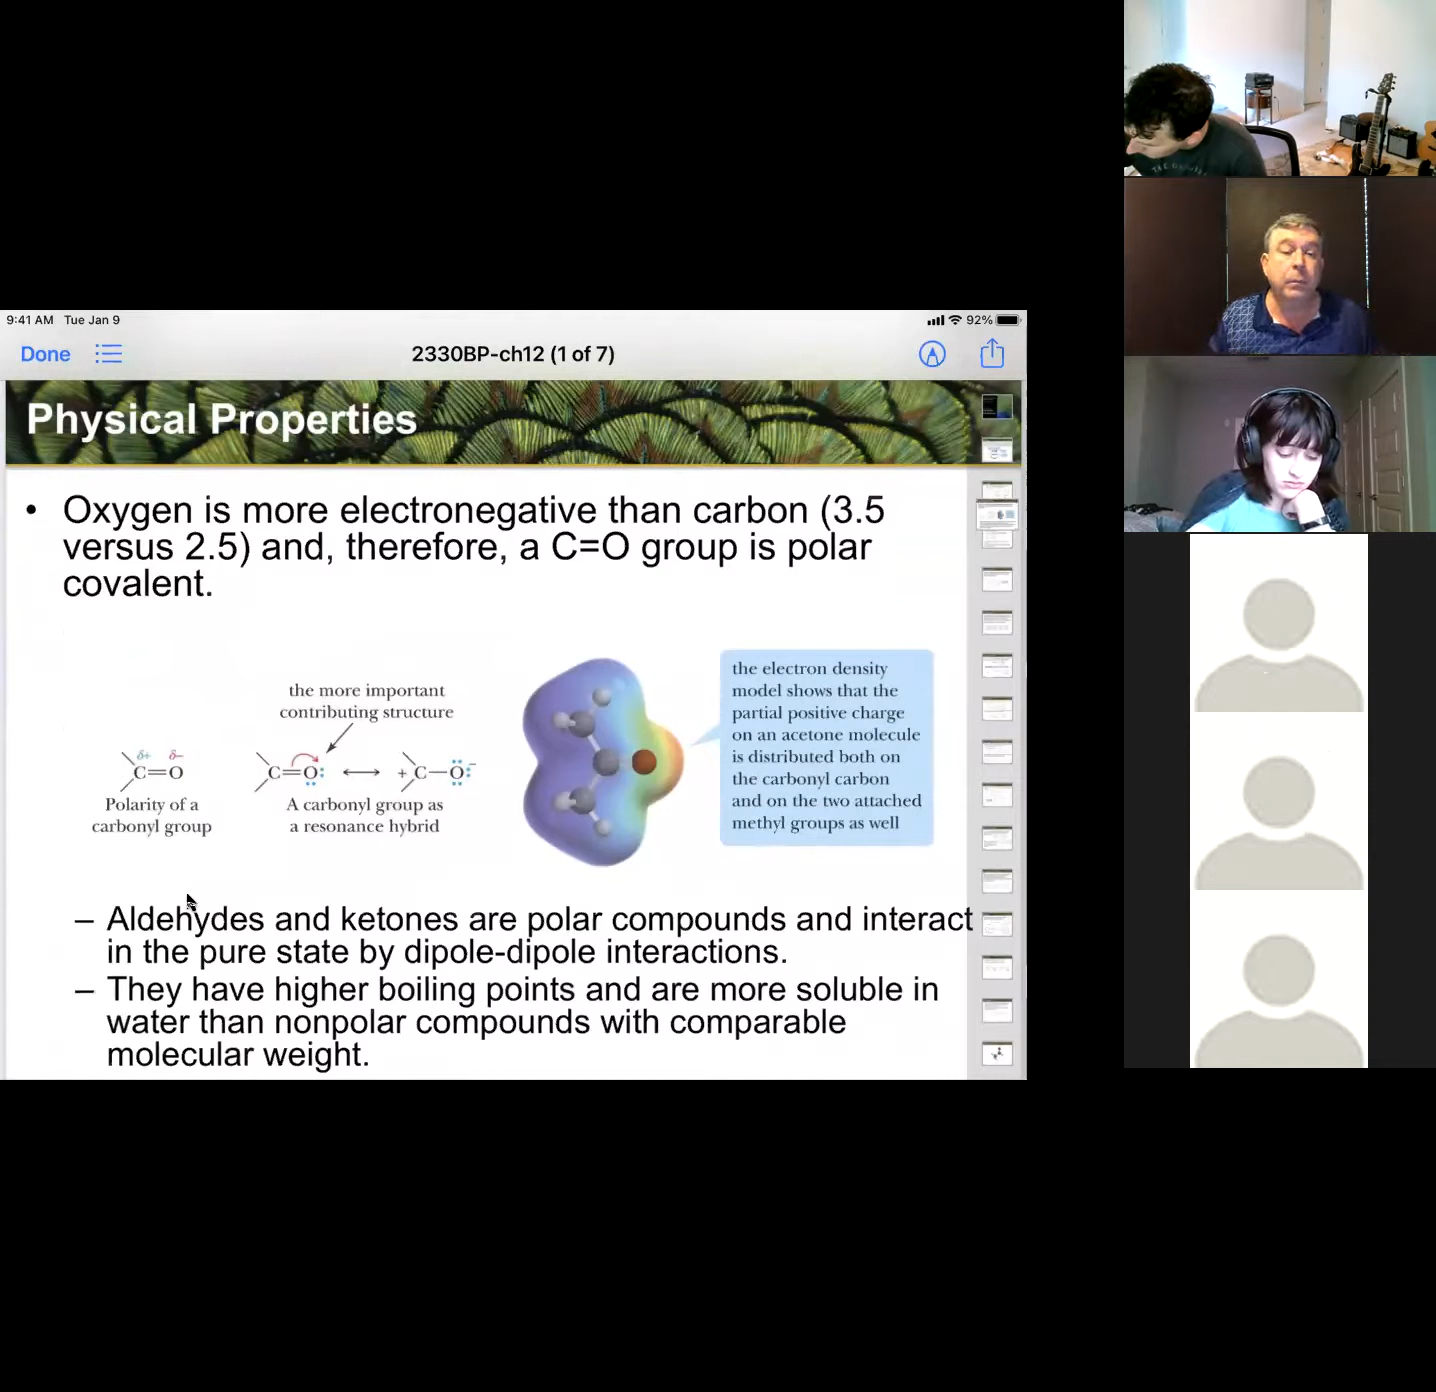 9:41 AM Tue Jan 9
92%
Done
2330BP-ch12 (1 of 7)
Physical Properties
• Oxygen is more electronegative than carbon (3.5
versus 2.5) and, therefore, a C=O group is polar
covalent.
the more important
contributing structure
δ+ δ−
C=O
C=O:
+C—O:−
Polarity of a
carbonyl group
A carbonyl group as
a resonance hybrid
the electron density
model shows that the
partial positive charge
on an acetone molecule
is distributed both on
the carbonyl carbon
and on the two attached
methyl groups as well
– Aldehydes and ketones are polar compounds and interact
in the pure state by dipole-dipole interactions.
– They have higher boiling points and are more soluble in
water than nonpolar compounds with comparable
molecular weight.